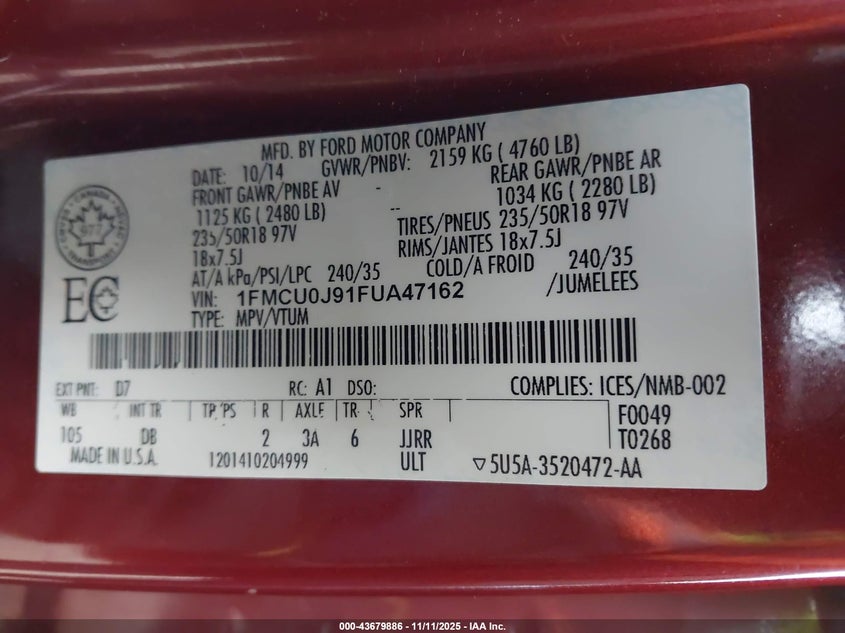 MFD. BY FORD MOTOR COMPANY
DATE: 10/14 GVWR/PNBV: 2159 KG ( 4760 LB)
FRONT GAWR/PNBE AV - REAR GAWR/PNBE AR
1125 KG ( 2480 LB) -- 1034 KG ( 2280 LB)
235/50R18 97V TIRES/PNEUS 235/50R18 97V
18x7.5J RIMS/JANTES 18x7.5J
AT/A kPa/PSI/LPC 240/35 COLD/A FROID 240/35
VIN: 1FMCU0J91FUA47162 /JUMELEES
TYPE: MPV/VTUM
CANADA
TRANSPORT
EC
EXT PNT: D7 RC: A1 DSO: COMPLIES: ICES/NMB-002
WB INT TR TP/PS R AXLE TR SPR F0049
105 DB 2 3A 6 JJRR T0268
MADE IN U.S.A. 1201410204999 ULT ▽5U5A-3520472-AA
000-43679886 - 11/11/2025 - IAA Inc.